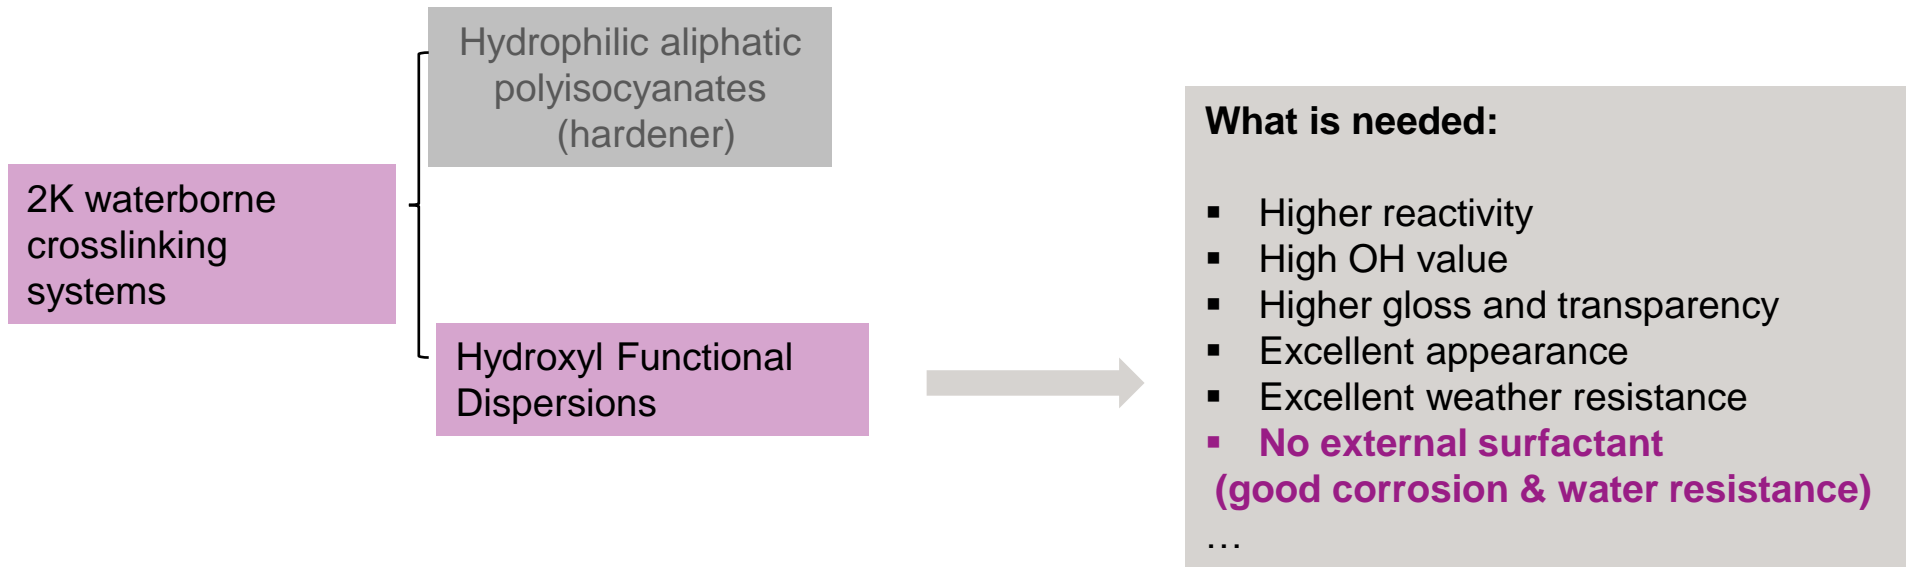 Hydrophilic aliphatic
polyisocyanates
(hardener)
2K waterborne
crosslinking
systems
Hydroxyl Functional
Dispersions
What is needed:
▪ Higher reactivity
▪ High OH value
▪ Higher gloss and transparency
▪ Excellent appearance
▪ Excellent weather resistance
▪ No external surfactant
(good corrosion & water resistance)
…